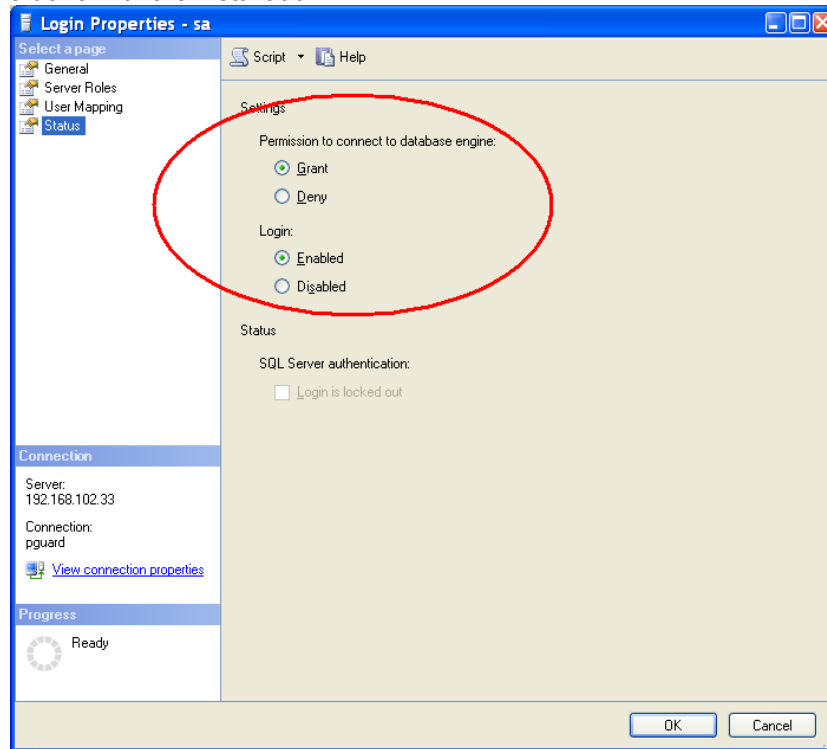 Login Properties - sa
Select a page
General
Server Roles
User Mapping
Status
Script Help
Settings
Permission to connect to database engine:
Grant
Deny
Login:
Enabled
Disabled
Status
SQL Server authentication:
Login is locked out
Connection
Server:
192.168.102.33
Connection:
pguard
View connection properties
Progress
Ready
OK Cancel